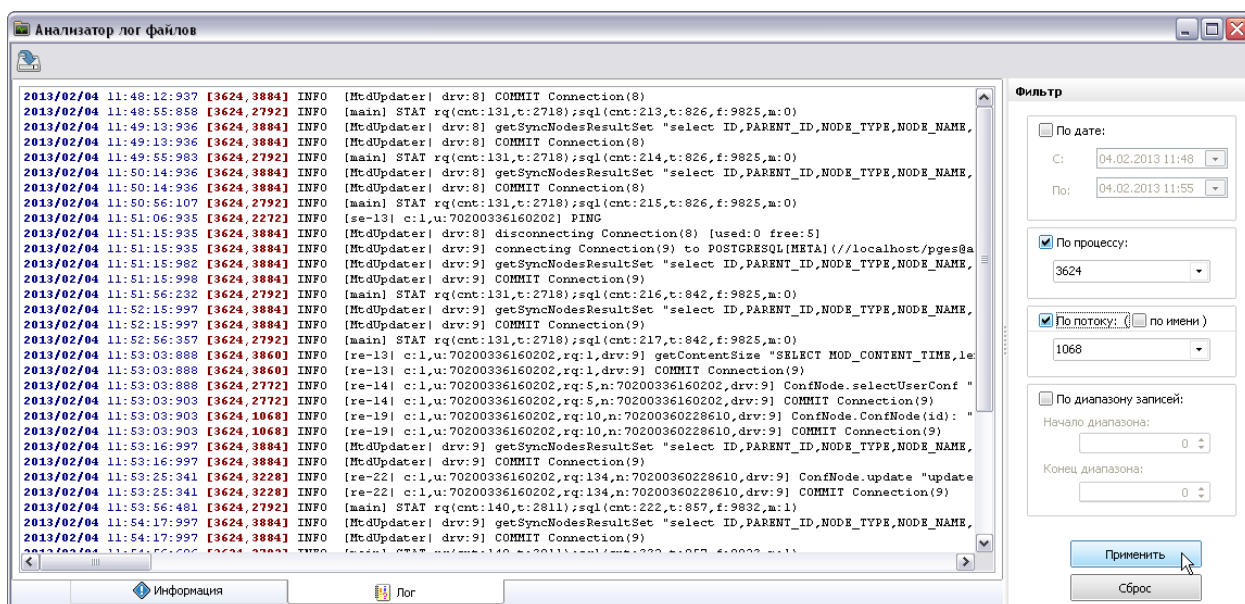 Анализатор лог файлов
2013/02/04 11:48:12:937 [3624,3884] INFO [MtdUpdater| drv:8] COMMIT Connection(8)
2013/02/04 11:48:55:858 [3624,2792] INFO [main] STAT rq(cnt:131,t:2718);sql(cnt:213,t:826,f:9825,m:0)
2013/02/04 11:49:13:936 [3624,3884] INFO [MtdUpdater| drv:8] getSyncNodesResultSet "select ID,PARENT_ID,NODE_TYPE,NODE_NAME,
2013/02/04 11:49:13:936 [3624,3884] INFO [MtdUpdater| drv:8] COMMIT Connection(8)
2013/02/04 11:49:55:983 [3624,2792] INFO [main] STAT rq(cnt:131,t:2718);sql(cnt:214,t:826,f:9825,m:0)
2013/02/04 11:50:14:936 [3624,3884] INFO [MtdUpdater| drv:8] getSyncNodesResultSet "select ID,PARENT_ID,NODE_TYPE,NODE_NAME,
2013/02/04 11:50:14:936 [3624,3884] INFO [MtdUpdater| drv:8] COMMIT Connection(8)
2013/02/04 11:50:56:107 [3624,2792] INFO [main] STAT rq(cnt:131,t:2718);sql(cnt:215,t:826,f:9825,m:0)
2013/02/04 11:51:06:935 [3624,2272] INFO [se-13| c:1,u:70200336160202] PING
2013/02/04 11:51:15:935 [3624,3884] INFO [MtdUpdater| drv:8] disconnecting Connection(8) [used:0 free:5]
2013/02/04 11:51:15:935 [3624,3884] INFO [MtdUpdater| drv:9] connecting Connection(9) to POSTGRESQL[META](//localhost/pges@a
2013/02/04 11:51:15:982 [3624,3884] INFO [MtdUpdater| drv:9] getSyncNodesResultSet "select ID,PARENT_ID,NODE_TYPE,NODE_NAME,
2013/02/04 11:51:15:998 [3624,3884] INFO [MtdUpdater| drv:9] COMMIT Connection(9)
2013/02/04 11:51:56:232 [3624,2792] INFO [main] STAT rq(cnt:131,t:2718);sql(cnt:216,t:842,f:9825,m:0)
2013/02/04 11:52:15:997 [3624,3884] INFO [MtdUpdater| drv:9] getSyncNodesResultSet "select ID,PARENT_ID,NODE_TYPE,NODE_NAME,
2013/02/04 11:52:15:997 [3624,3884] INFO [MtdUpdater| drv:9] COMMIT Connection(9)
2013/02/04 11:52:56:357 [3624,2792] INFO [main] STAT rq(cnt:131,t:2718);sql(cnt:217,t:842,f:9825,m:0)
2013/02/04 11:53:03:888 [3624,3860] INFO [re-13| c:1,u:70200336160202,rq:1,drv:9] getContentSize "SELECT MOD_CONTENT_TIME,le
2013/02/04 11:53:03:888 [3624,3860] INFO [re-13| c:1,u:70200336160202,rq:1,drv:9] COMMIT Connection(9)
2013/02/04 11:53:03:888 [3624,2772] INFO [re-14| c:1,u:70200336160202,rq:5,n:70200336160202,drv:9] ConfNode.selectUserConf "
2013/02/04 11:53:03:903 [3624,2772] INFO [re-14| c:1,u:70200336160202,rq:5,n:70200336160202,drv:9] COMMIT Connection(9)
2013/02/04 11:53:03:903 [3624,1068] INFO [re-19| c:1,u:70200336160202,rq:10,n:70200360228610,drv:9] ConfNode.ConfNode(id): "
2013/02/04 11:53:03:903 [3624,1068] INFO [re-19| c:1,u:70200336160202,rq:10,n:70200360228610,drv:9] COMMIT Connection(9)
2013/02/04 11:53:16:997 [3624,3884] INFO [MtdUpdater| drv:9] getSyncNodesResultSet "select ID,PARENT_ID,NODE_TYPE,NODE_NAME,
2013/02/04 11:53:16:997 [3624,3884] INFO [MtdUpdater| drv:9] COMMIT Connection(9)
2013/02/04 11:53:25:341 [3624,3228] INFO [re-22| c:1,u:70200336160202,rq:134,n:70200360228610,drv:9] ConfNode.update "update
2013/02/04 11:53:25:341 [3624,3228] INFO [re-22| c:1,u:70200336160202,rq:134,n:70200360228610,drv:9] COMMIT Connection(9)
2013/02/04 11:53:56:481 [3624,2792] INFO [main] STAT rq(cnt:140,t:2811);sql(cnt:222,t:857,f:9832,m:1)
2013/02/04 11:54:17:997 [3624,3884] INFO [MtdUpdater| drv:9] getSyncNodesResultSet "select ID,PARENT_ID,NODE_TYPE,NODE_NAME,
2013/02/04 11:54:17:997 [3624,3884] INFO [MtdUpdater| drv:9] COMMIT Connection(9)
Информация
Лог
Фильтр
По дате:
С: 04.02.2013 11:48
По: 04.02.2013 11:55
По процессу:
3624
По потоку: ( по имени )
1068
По диапазону записей:
Начало диапазона:
0
Конец диапазона:
0
Применить
Сброс